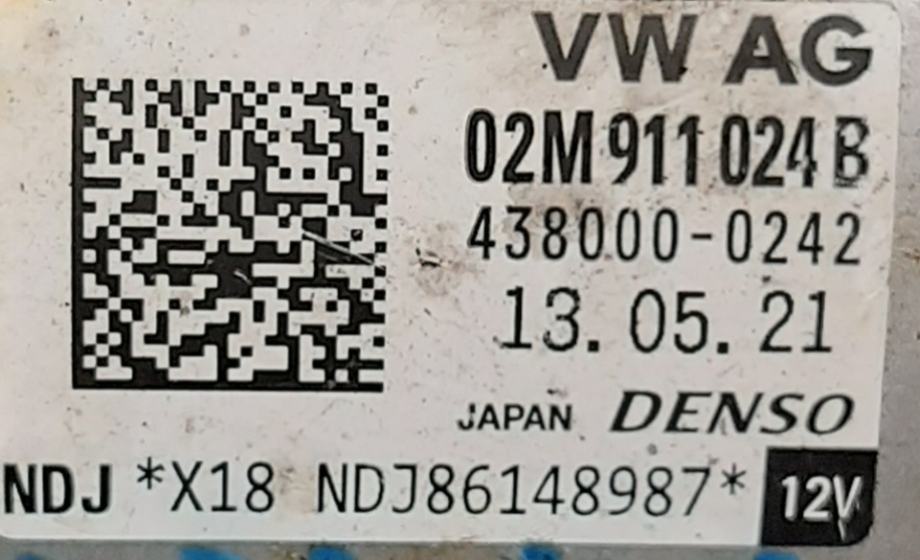 VW AG
02M 911 024 B
438000-0242
13. 05. 21
JAPAN DENSO
NDJ *X18 NDJ86148987* 12V